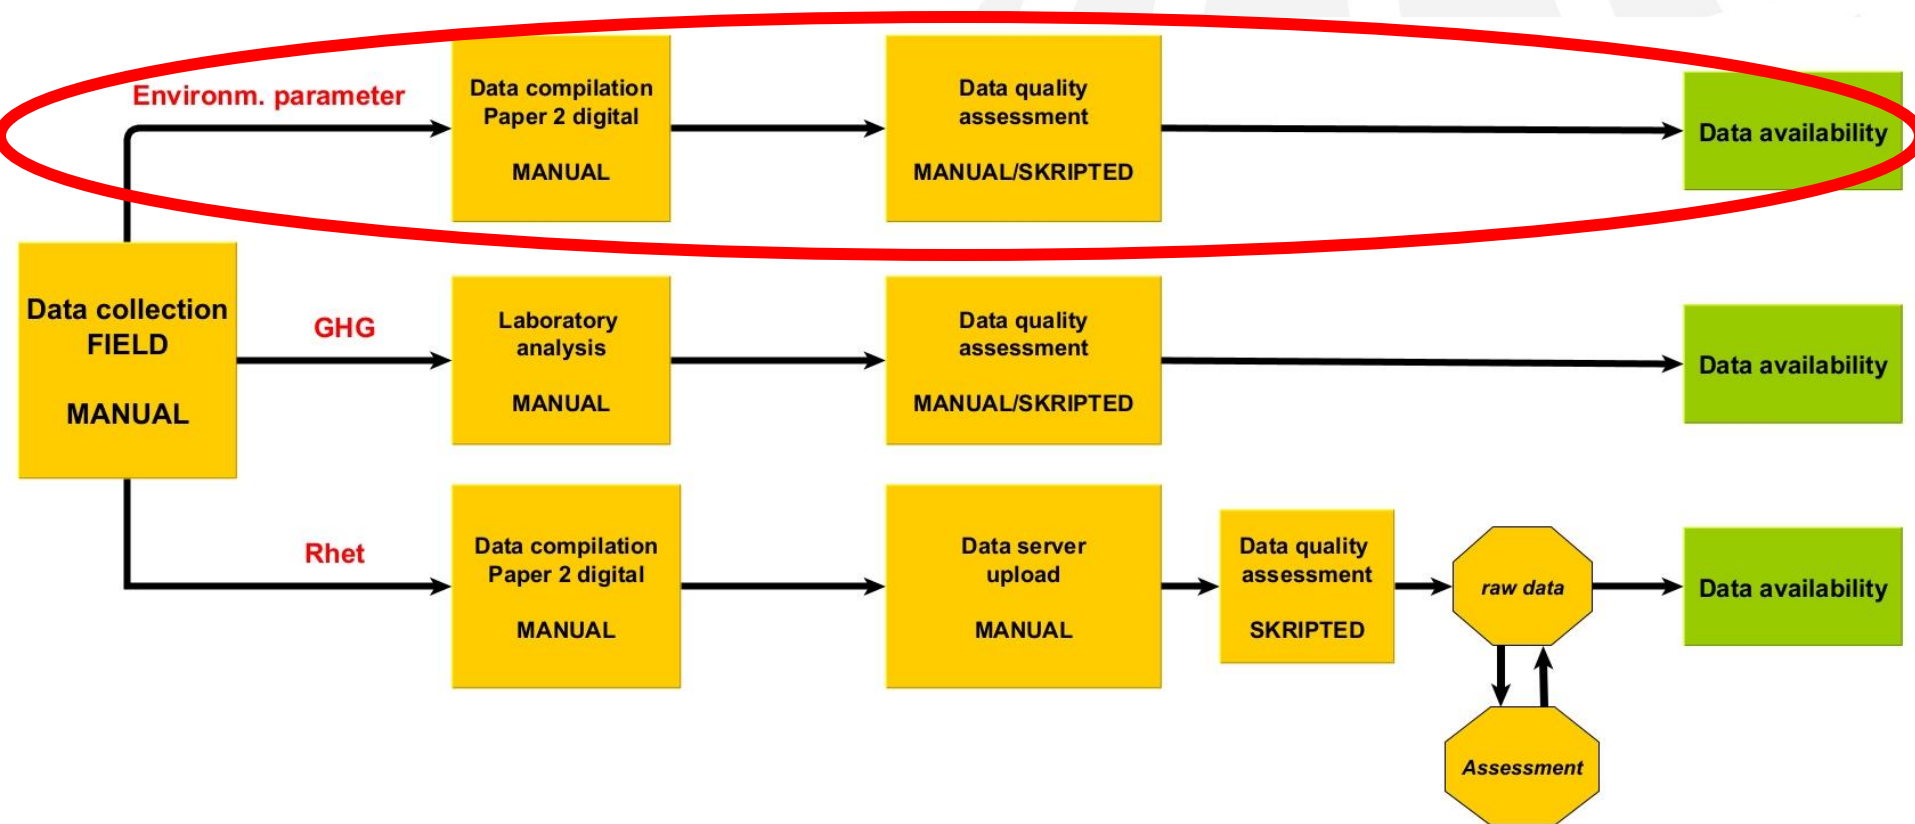 Environm. parameter
Data compilation
Paper 2 digital
MANUAL
Data quality
assessment
MANUAL/SKRIPTED
Data availability
Data collection
FIELD
MANUAL
GHG
Laboratory
analysis
MANUAL
Data quality
assessment
MANUAL/SKRIPTED
Data availability
Rhet
Data compilation
Paper 2 digital
MANUAL
Data server
upload
MANUAL
Data quality
assessment
SKRIPTED
raw data
Data availability
Assessment